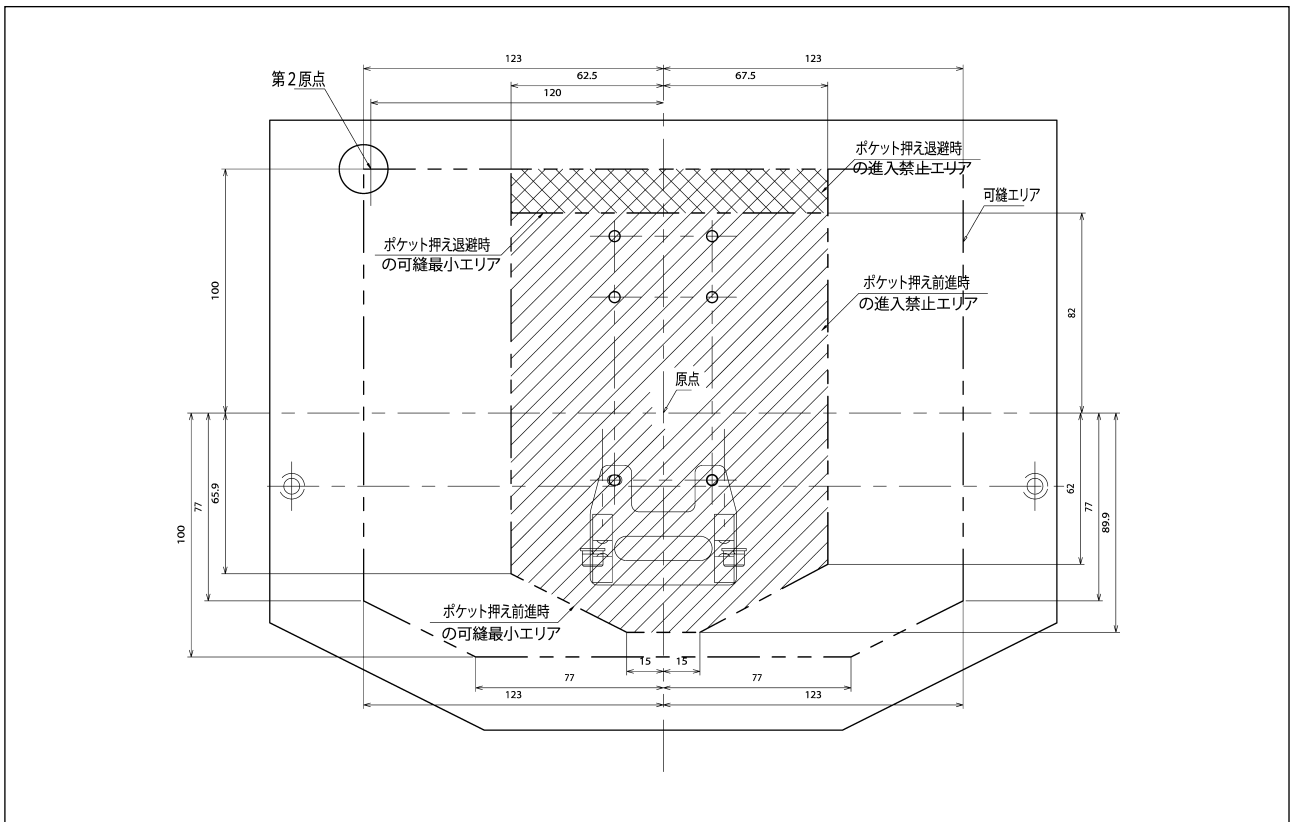 123
123
62.5
67.5
第2原点
120
ポケット押え退避時
の進入禁止エリア
可縫エリア
ポケット押え退避時
の可縫最小エリア
ポケット押え前進時
の進入禁止エリア
100
82
原点
65.9
77
100
62
77
89.9
ポケット押え前進時
の可縫最小エリア
15
15
77
77
123
123